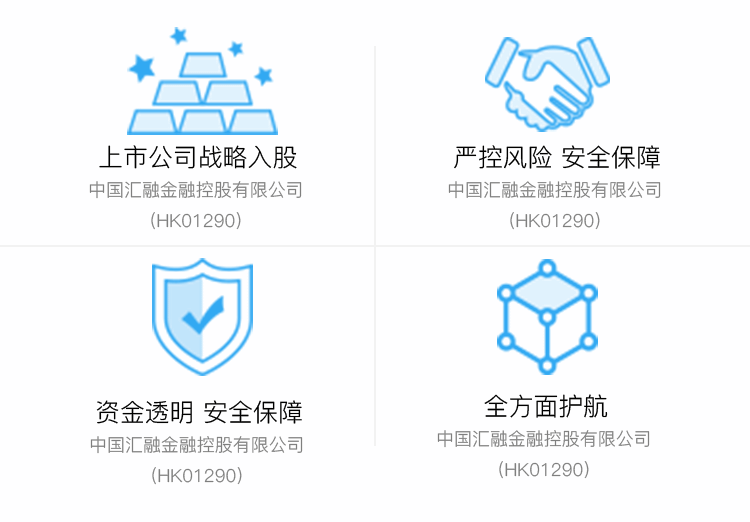 上市公司战略入股
中国汇融金融控股有限公司
（HK01290）
严控风险 安全保障
中国汇融金融控股有限公司
（HK01290）
资金透明 安全保障
中国汇融金融控股有限公司
（HK01290）
全方面护航
中国汇融金融控股有限公司
（HK01290）